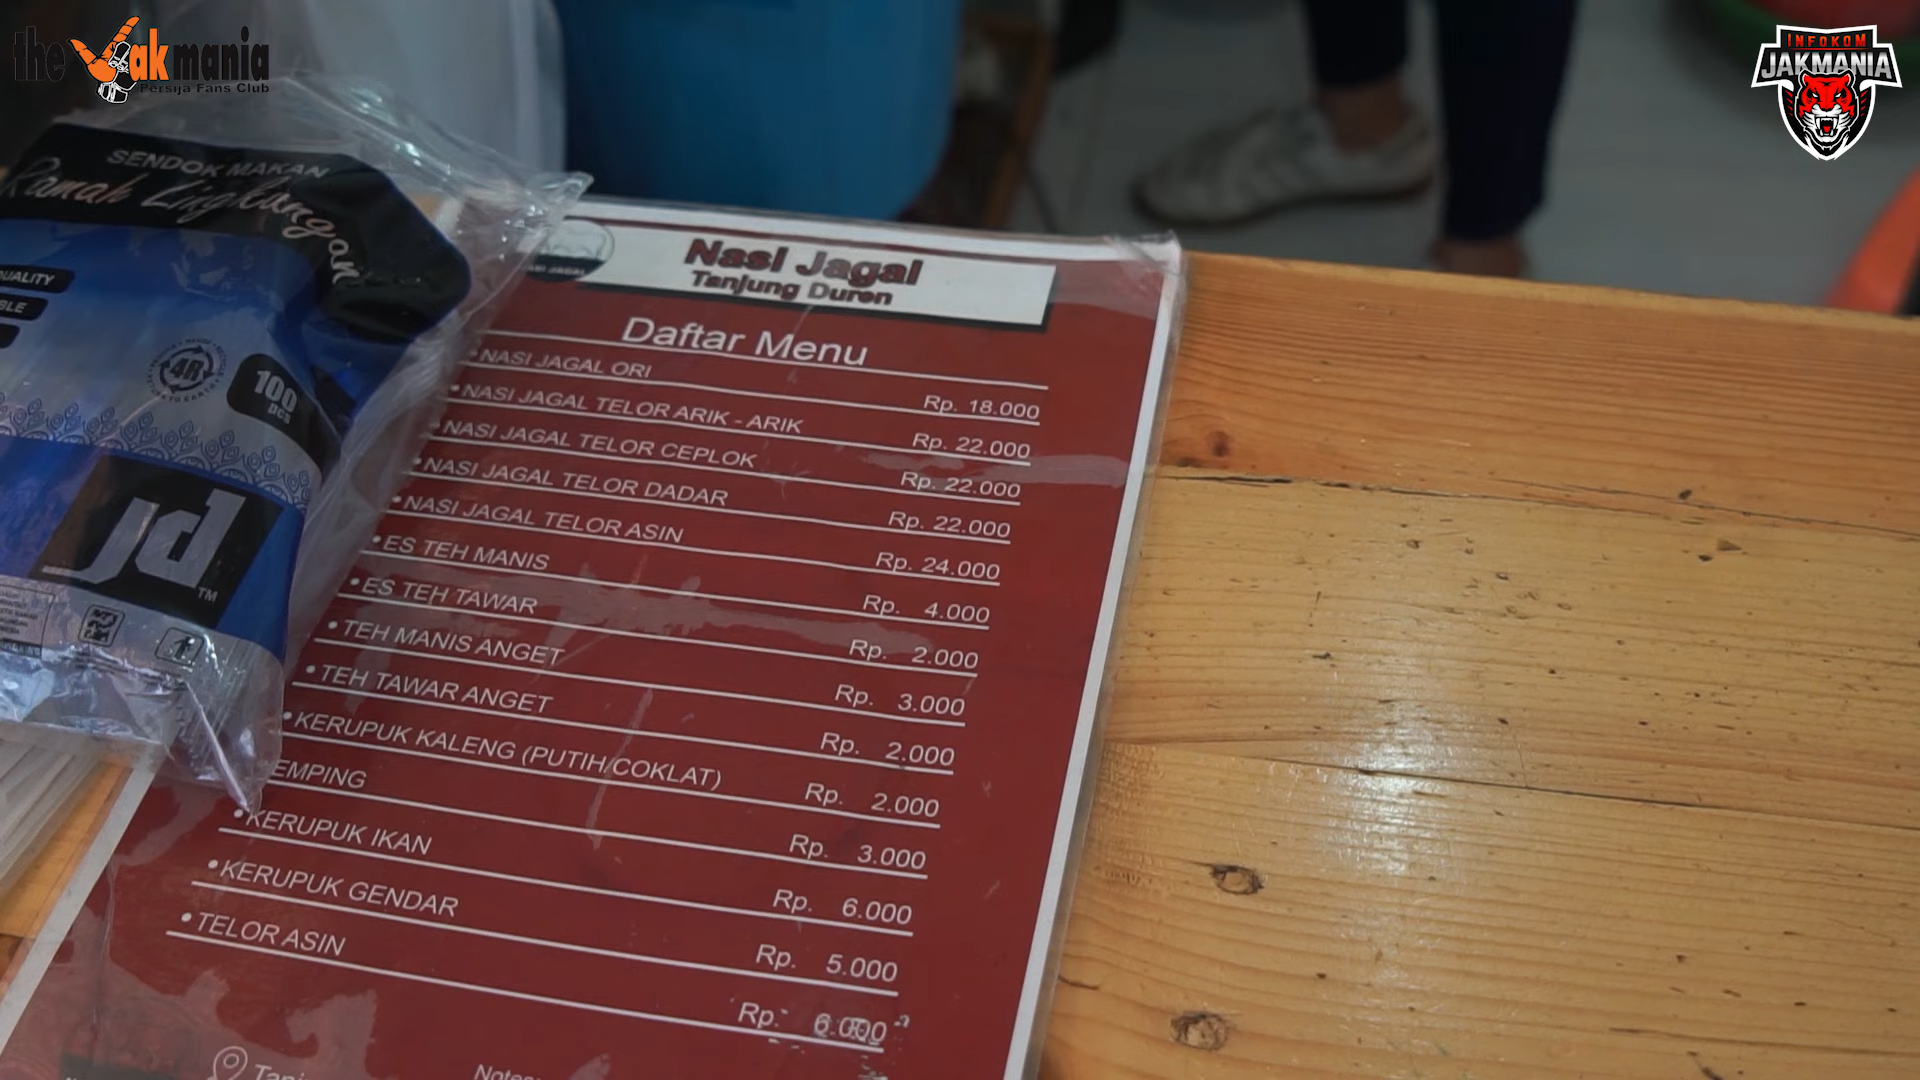 the Jakmania
Persija Fans Club
INFOKOM
JAKMANIA
SENDOK MAKAN
Ramah Lingkungan
QUALITY
4R
100
pcs
jd
TM
Nasi Jagal
Tanjung Duren
Daftar Menu
• NASI JAGAL ORI Rp. 18.000
• NASI JAGAL TELOR ARIK - ARIK Rp. 22.000
• NASI JAGAL TELOR CEPLOK Rp. 22.000
• NASI JAGAL TELOR DADAR Rp. 22.000
• NASI JAGAL TELOR ASIN Rp. 24.000
• ES TEH MANIS Rp. 4.000
• ES TEH TAWAR Rp. 2.000
• TEH MANIS ANGET Rp. 3.000
• TEH TAWAR ANGET Rp. 2.000
• KERUPUK KALENG (PUTIH/COKLAT) Rp. 2.000
EMPING Rp. 3.000
• KERUPUK IKAN Rp. 6.000
• KERUPUK GENDAR Rp. 5.000
• TELOR ASIN Rp. 6.000